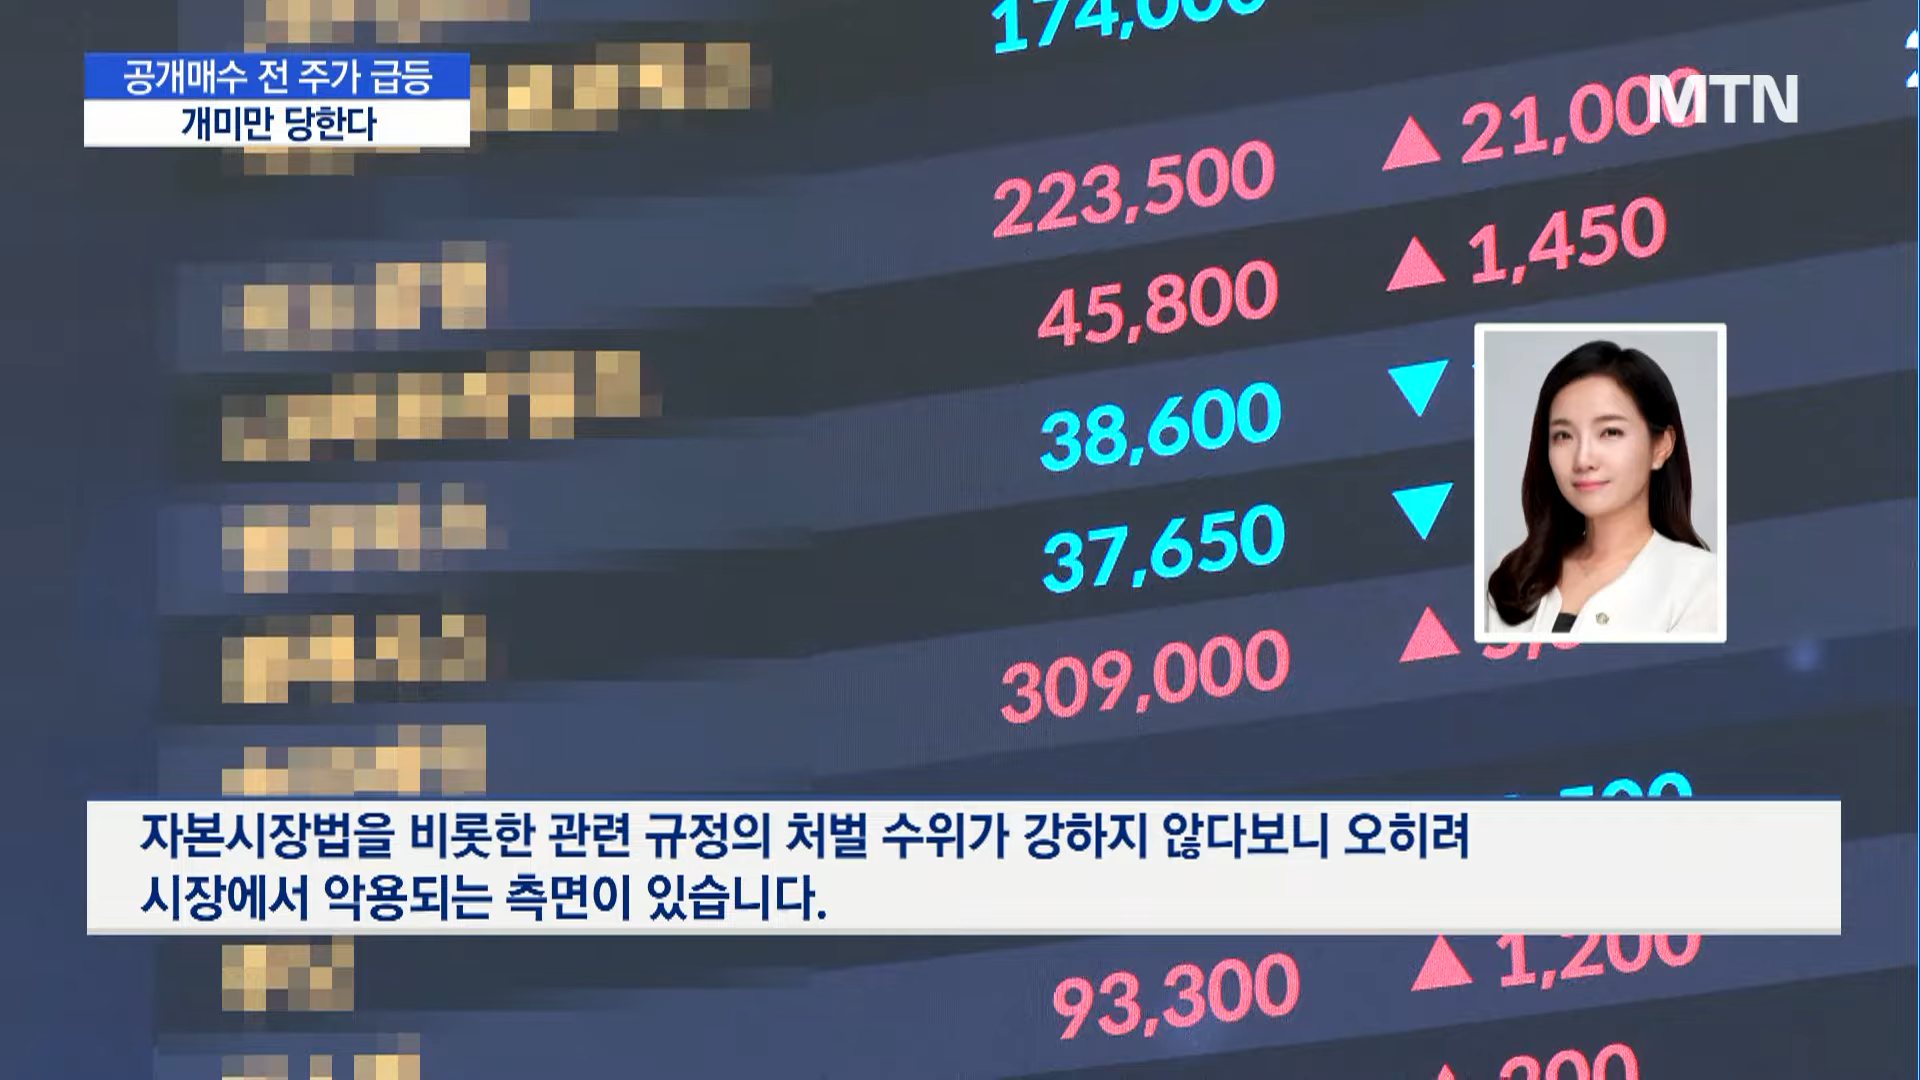 174,000
공개매수 전 주가 급등
개미만 당한다
MTN
223,500 ▲ 21,000
45,800 ▲ 1,450
38,600 ▼
37,650 ▼
309,000 ▲
자본시장법을 비롯한 관련 규정의 처벌 수위가 강하지 않다보니 오히려
시장에서 악용되는 측면이 있습니다.
93,300 ▲ 1,200